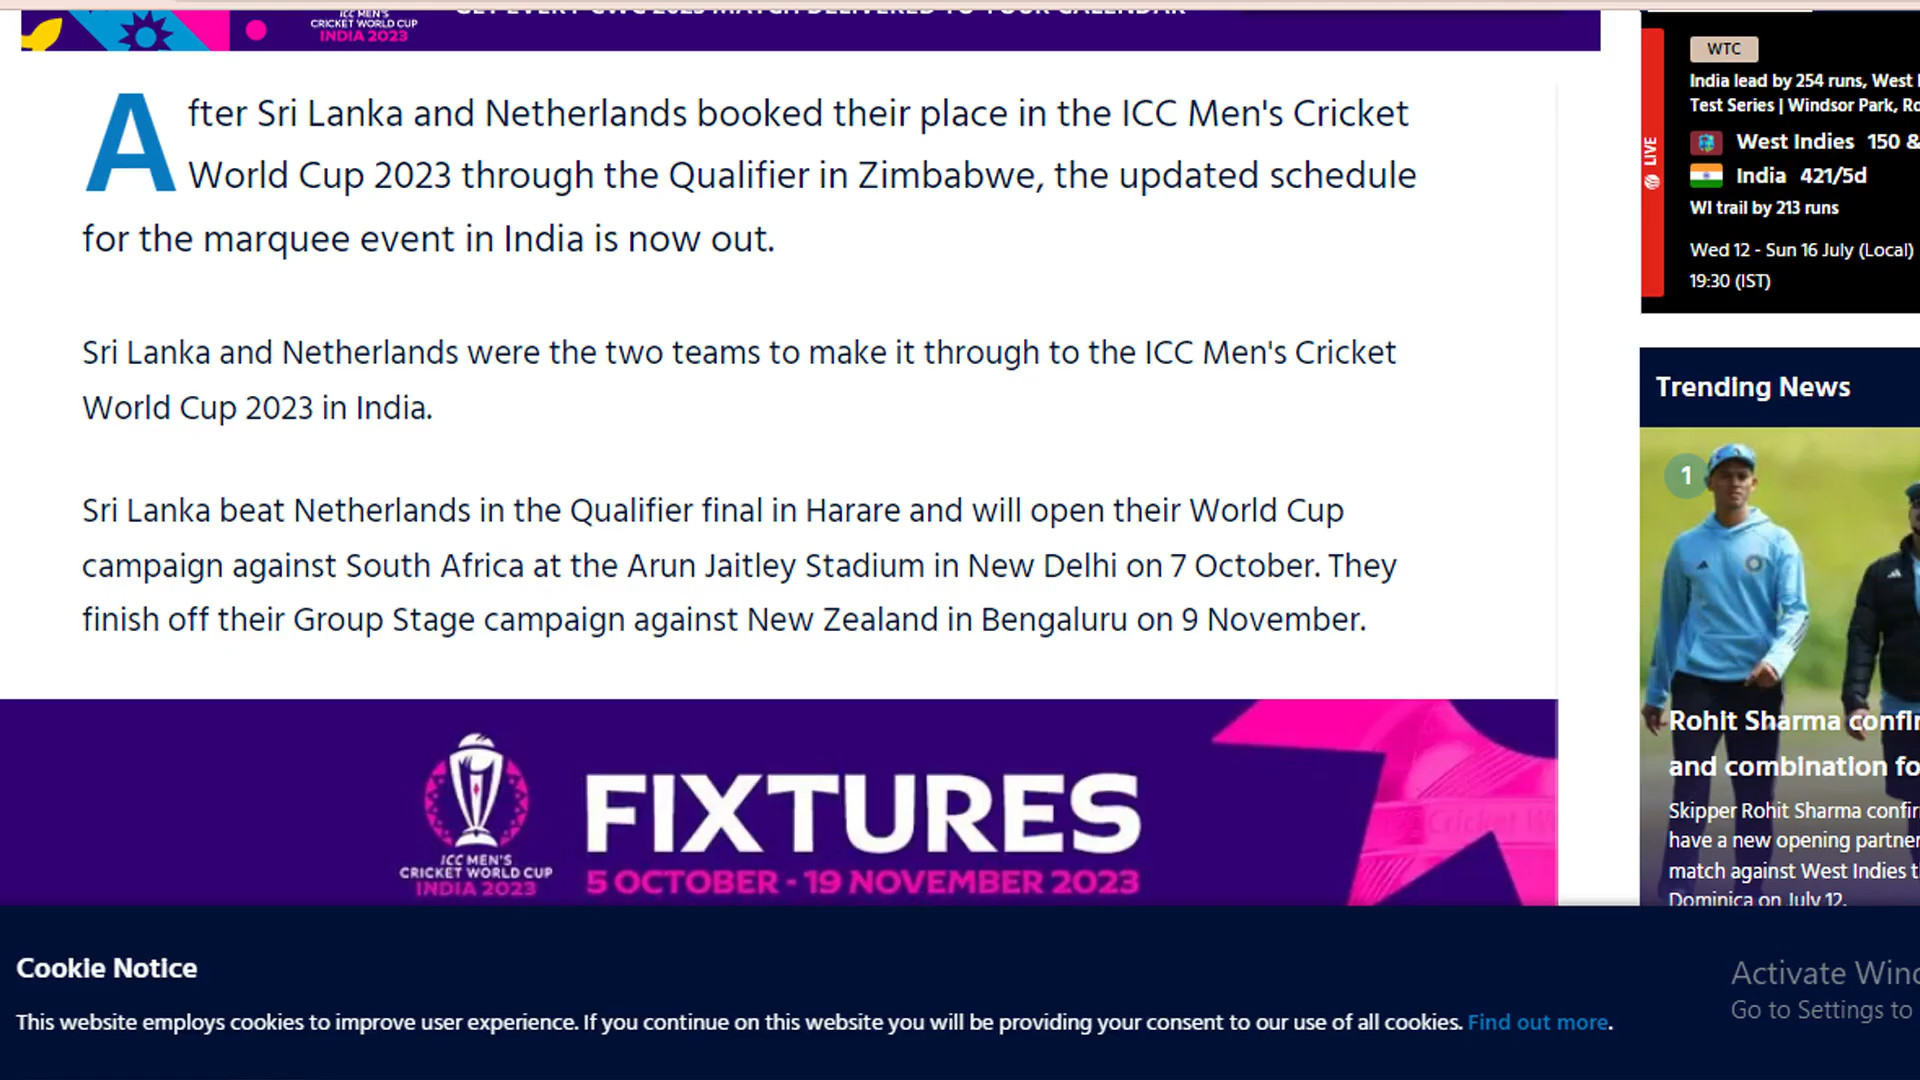 ICC MEN'S
CRICKET WORLD CUP
INDIA 2023
GET EVERY CWC 2023 MATCH DELIVERED TO YOUR CALENDAR
After Sri Lanka and Netherlands booked their place in the ICC Men's Cricket
World Cup 2023 through the Qualifier in Zimbabwe, the updated schedule
for the marquee event in India is now out.
Sri Lanka and Netherlands were the two teams to make it through to the ICC Men's Cricket
World Cup 2023 in India.
Sri Lanka beat Netherlands in the Qualifier final in Harare and will open their World Cup
campaign against South Africa at the Arun Jaitley Stadium in New Delhi on 7 October. They
finish off their Group Stage campaign against New Zealand in Bengaluru on 9 November.
ICC MEN'S
CRICKET WORLD CUP
INDIA 2023
FIXTURES
5 OCTOBER - 19 NOVEMBER 2023
LIVE
WTC
India lead by 254 runs, West
Test Series | Windsor Park,
West Indies 150 &
India 421/5d
WI trail by 213 runs
Wed 12 - Sun 16 July (Local)
19:30 (IST)
Trending News
1
Rohit Sharma
and combination
Skipper Rohit Sharma
have a new opening
match against West Indies
Dominica on July 12.
Cookie Notice
This website employs cookies to improve user experience. If you continue on this website you will be providing your consent to our use of all cookies. Find out more.
Activate
Go to Settings to